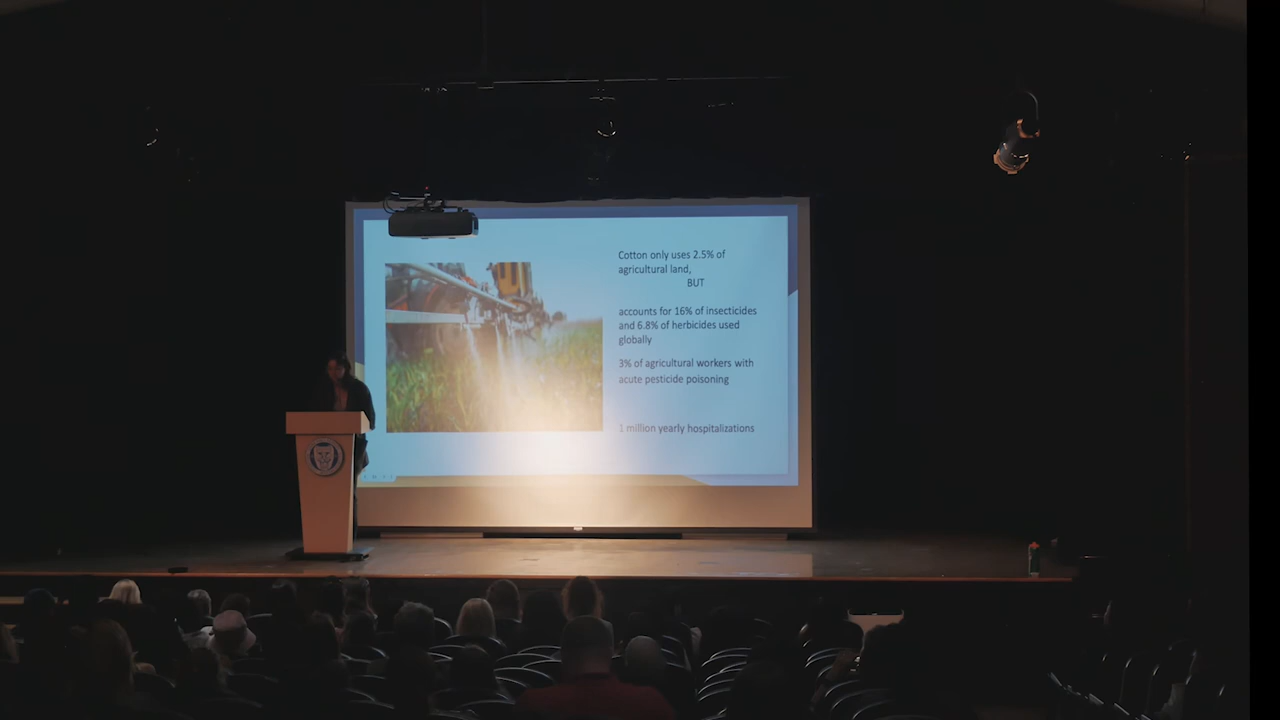 Cotton only uses 2.5% of
agricultural land,
BUT
accounts for 16% of insecticides
and 6.8% of herbicides used
globally
3% of agricultural workers with
acute pesticide poisoning
1 million yearly hospitalizations